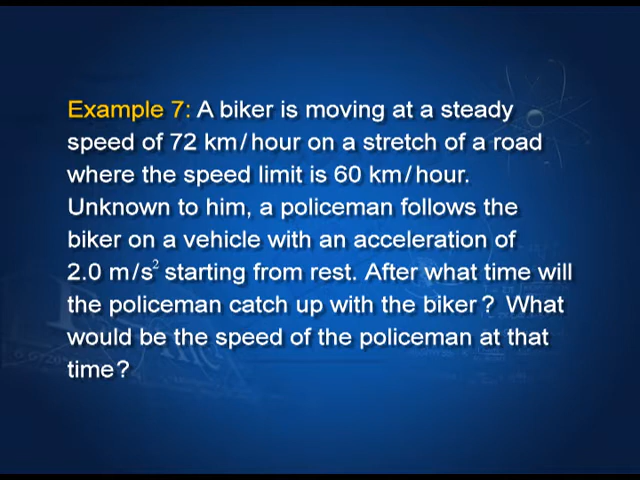 Example 7: A biker is moving at a steady
speed of 72 km/hour on a stretch of a road
where the speed limit is 60 km/hour.
Unknown to him, a policeman follows the
biker on a vehicle with an acceleration of
2.0 m/s² starting from rest. After what time will
the policeman catch up with the biker? What
would be the speed of the policeman at that
time?